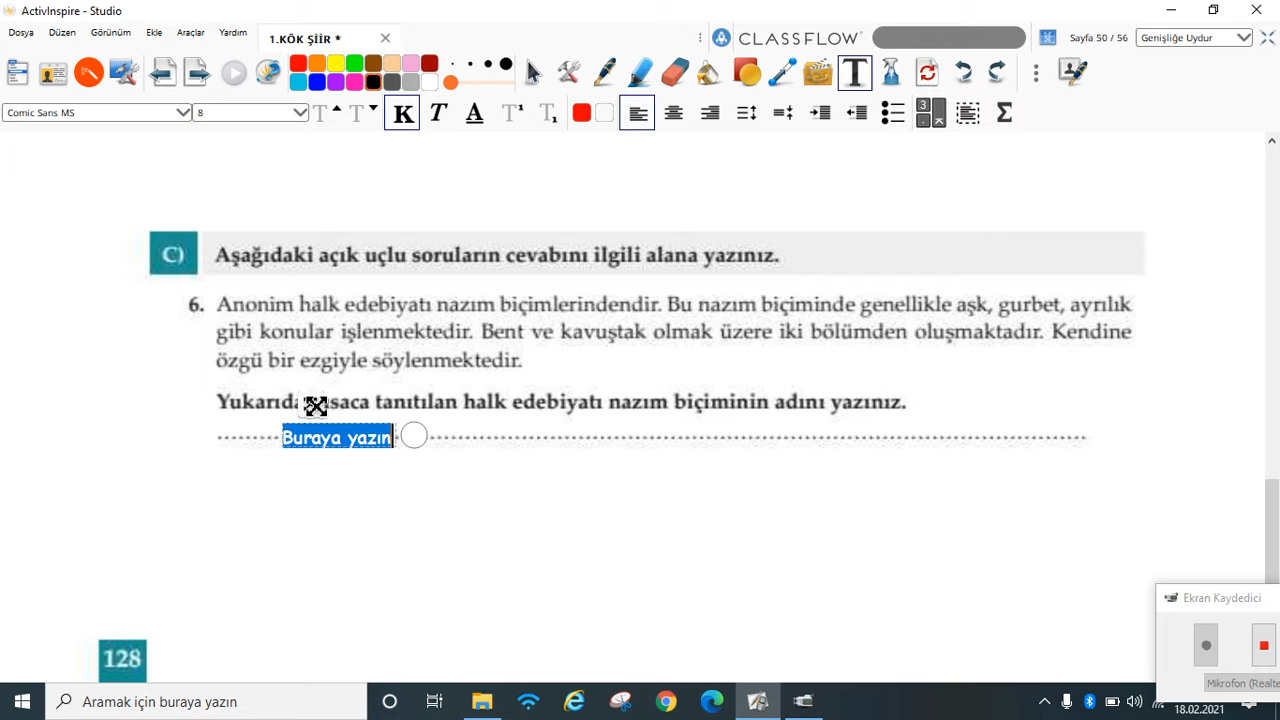 ActivInspire - Studio
Dosya Düzen Görünüm Ekle Araçlar Yardım
1.KÖK ŞİİR *
CLASSFLOW
Sayfa 50 / 56
Genişliğe Uydur
Comic Sans MS
8
C) Aşağıdaki açık uçlu soruların cevabını ilgili alana yazınız.
6. Anonim halk edebiyatı nazım biçimlerindendir. Bu nazım biçiminde genellikle aşk, gurbet, ayrılık
gibi konular işlenmektedir. Bent ve kavuştak olmak üzere iki bölümden oluşmaktadır. Kendine
özgü bir ezgiyle söylenmektedir.
tanıtılan halk edebiyatı nazım biçiminin adını yazınız.
Buraya yazın
Ekran Kaydedici
128
Aramak için buraya yazın
18.02.2021